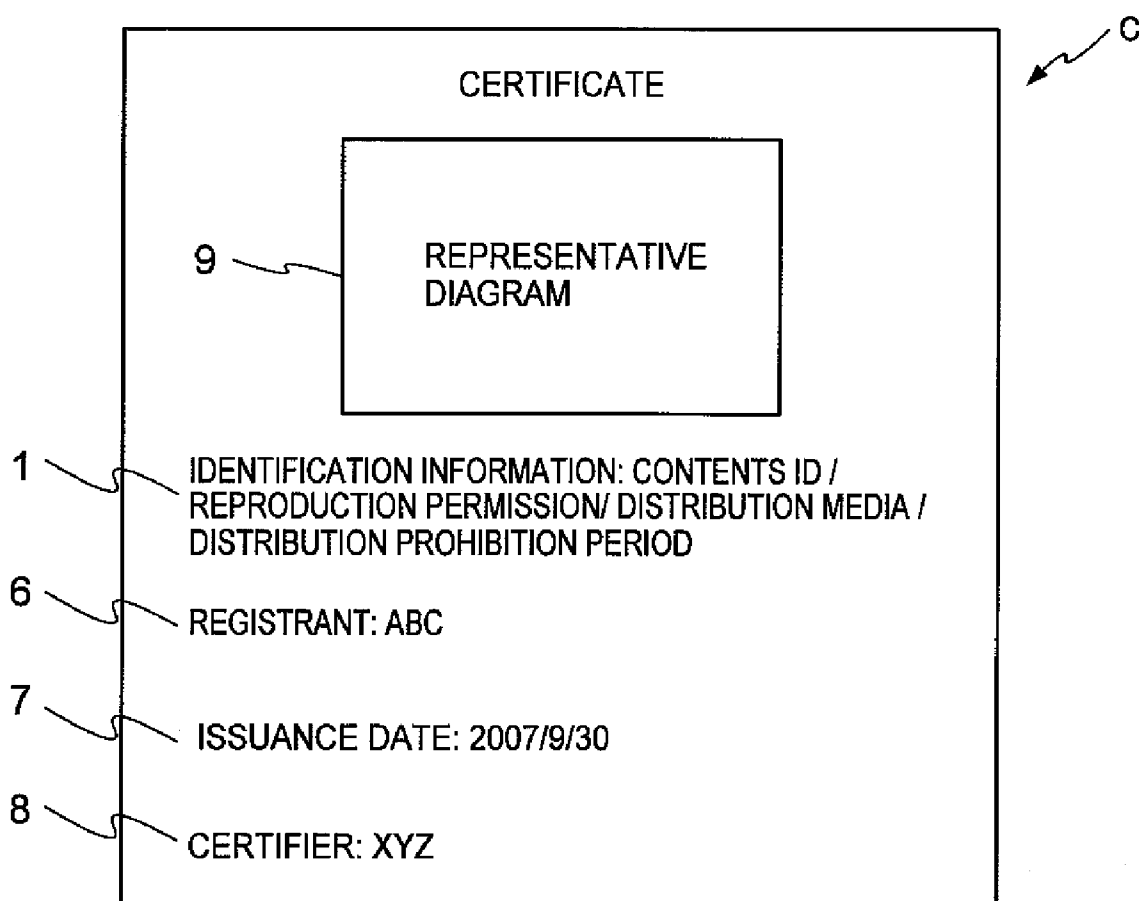 C
CERTIFICATE
9
REPRESENTATIVE
DIAGRAM
1
IDENTIFICATION INFORMATION: CONTENTS ID /
REPRODUCTION PERMISSION/ DISTRIBUTION MEDIA /
DISTRIBUTION PROHIBITION PERIOD
6
REGISTRANT: ABC
7
ISSUANCE DATE: 2007/9/30
8
CERTIFIER: XYZ